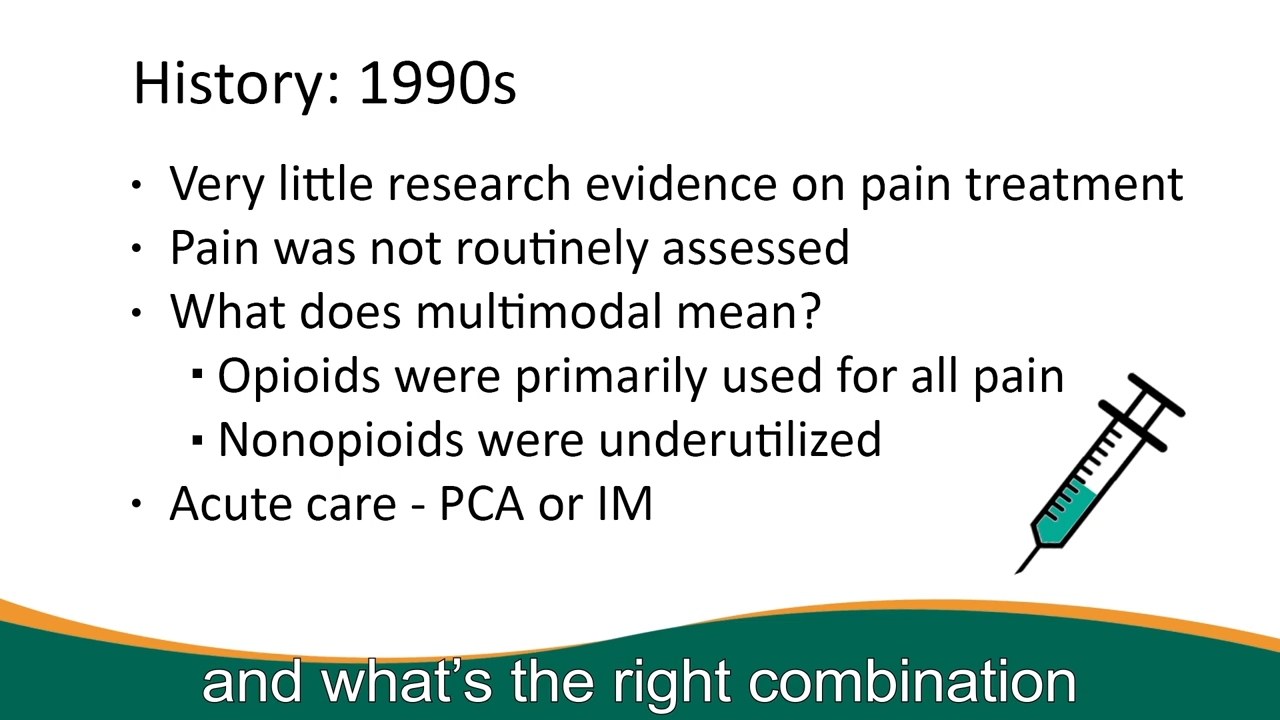 History: 1990s
• Very little research evidence on pain treatment
• Pain was not routinely assessed
• What does multimodal mean?
▪ Opioids were primarily used for all pain
▪ Nonopioids were underutilized
• Acute care - PCA or IM
and what's the right combination